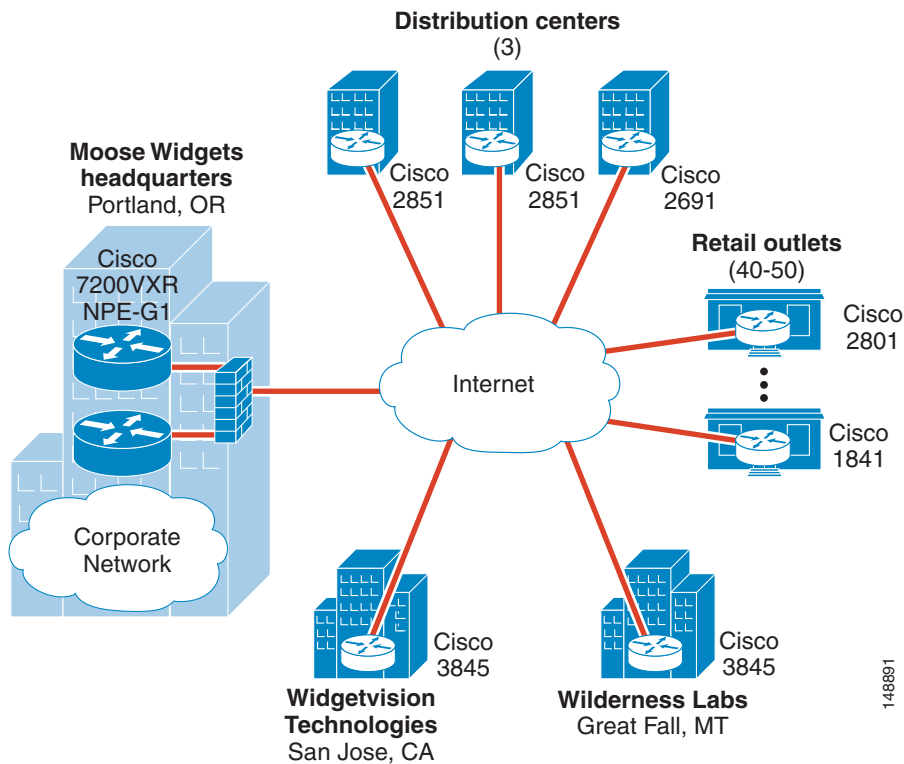 Distribution centers
(3)
Cisco
2851
Cisco
2851
Cisco
2691
Moose Widgets
headquarters
Portland, OR
Cisco
7200VXR
NPE-G1
Retail outlets
(40-50)
Cisco
2801
Internet
Cisco
1841
Corporate
Network
Cisco
3845
Widgetvision
Technologies
San Jose, CA
Cisco
3845
Wilderness Labs
Great Fall, MT
148891